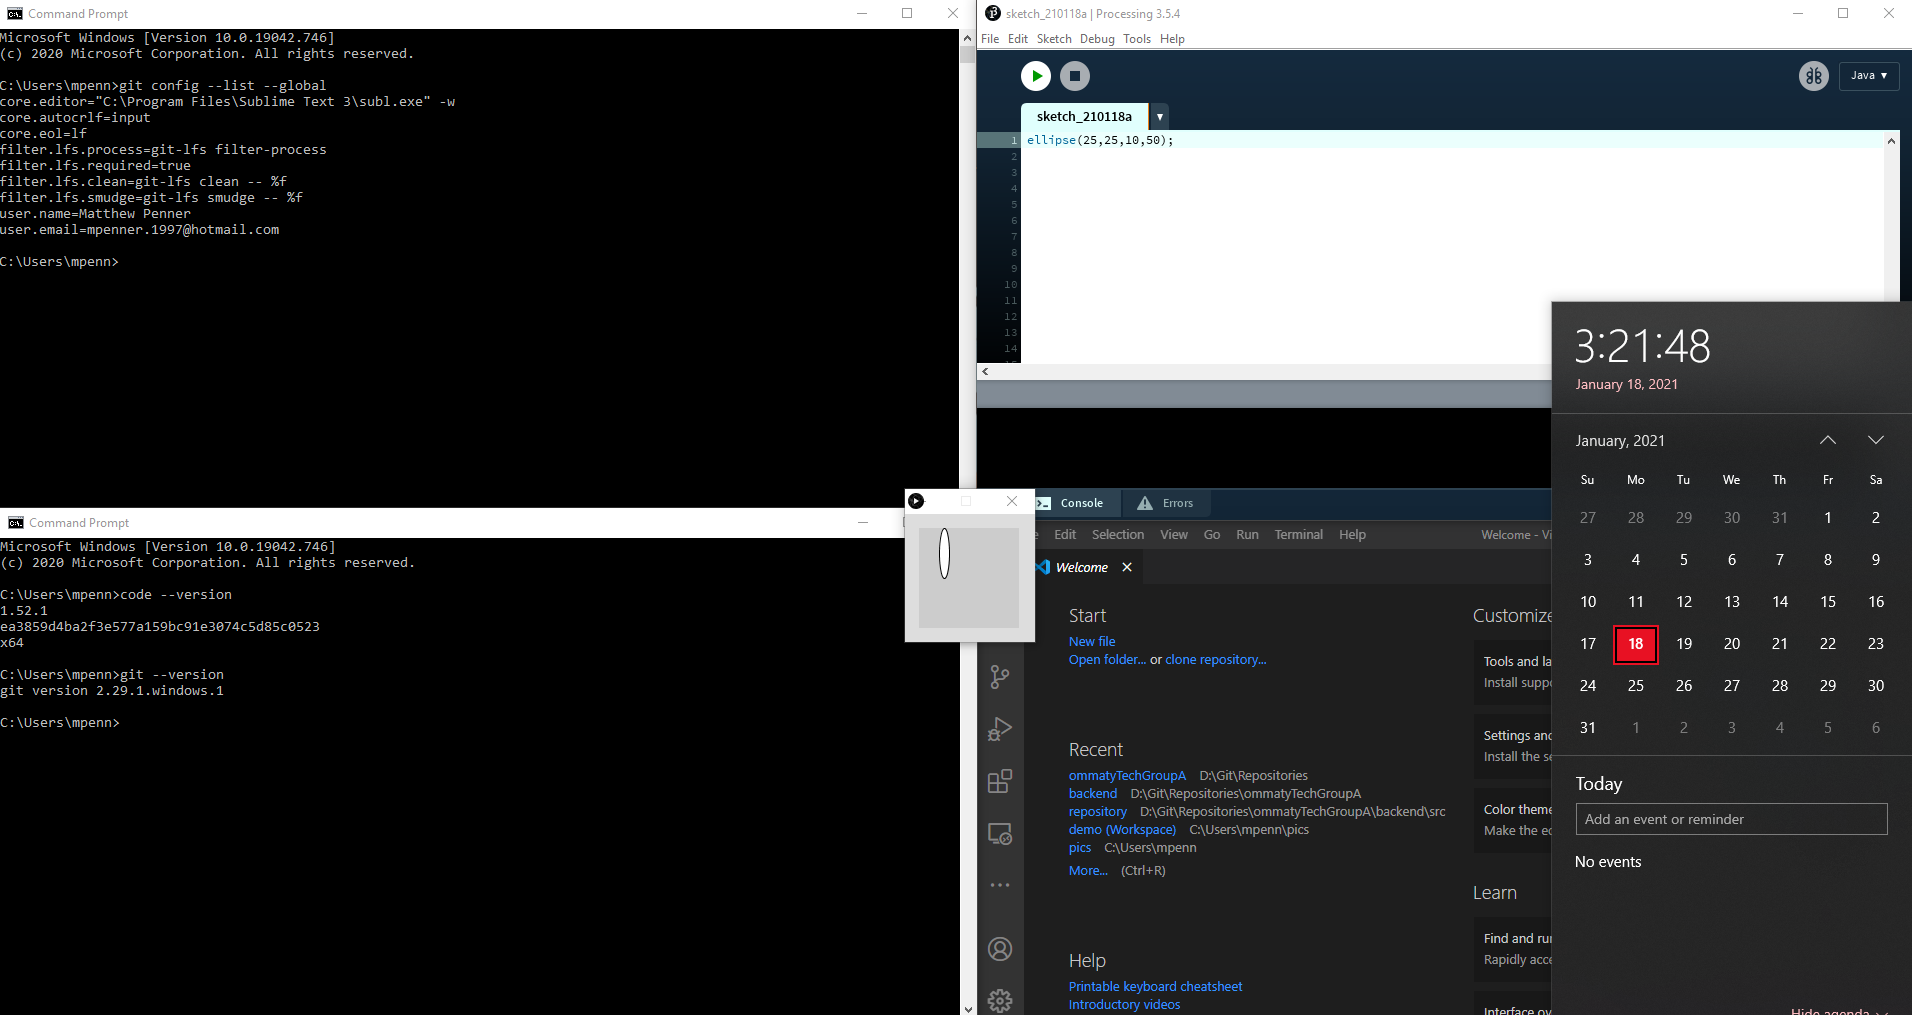 Command Prompt
Microsoft Windows [Version 10.0.19042.746]
(c) 2020 Microsoft Corporation. All rights reserved.
C:\Users\mpenn>git config --list --global
core.editor="C:\Program Files\Sublime Text 3\subl.exe" -w
core.autocrlf=input
core.eol=lf
filter.lfs.process=git-lfs filter-process
filter.lfs.required=true
filter.lfs.clean=git-lfs clean -- %f
filter.lfs.smudge=git-lfs smudge -- %f
user.name=Matthew Penner
user.email=mpenner.1997@hotmail.com
C:\Users\mpenn>
Command Prompt
Microsoft Windows [Version 10.0.19042.746]
(c) 2020 Microsoft Corporation. All rights reserved.
C:\Users\mpenn>code --version
1.52.1
ea3859d4ba2f3e577a159bc91e3074c5d85c0523
x64
C:\Users\mpenn>git --version
git version 2.29.1.windows.1
C:\Users\mpenn>
sketch_210118a | Processing 3.5.4
File Edit Sketch Debug Tools Help
Java ▾
sketch_210118a ▾
1 ellipse(25,25,10,50);
2
3
4
5
6
7
8
9
10
11
12
13
14
Console Errors
Edit Selection View Go Run Terminal Help Welcome - Vi
Welcome
Start
New file
Open folder... or clone repository...
Recent
ommatyTechGroupA D:\Git\Repositories
backend D:\Git\Repositories\ommatyTechGroupA
repository D:\Git\Repositories\ommatyTechGroupA\backend\src
demo (Workspace) C:\Users\mpenn\pics
pics C:\Users\mpenn
More... (Ctrl+R)
Help
Printable keyboard cheatsheet
Introductory videos
Customize
Tools and la
Install suppo
Settings and
Install the se
Color theme
Make the ed
Learn
Find and run
Rapidly acce
Interface ov
3:21:48
January 18, 2021
January, 2021
Su Mo Tu We Th Fr Sa
27 28 29 30 31 1 2
3 4 5 6 7 8 9
10 11 12 13 14 15 16
17 18 19 20 21 22 23
24 25 26 27 28 29 30
31 1 2 3 4 5 6
Today
Add an event or reminder
No events
Hide agenda